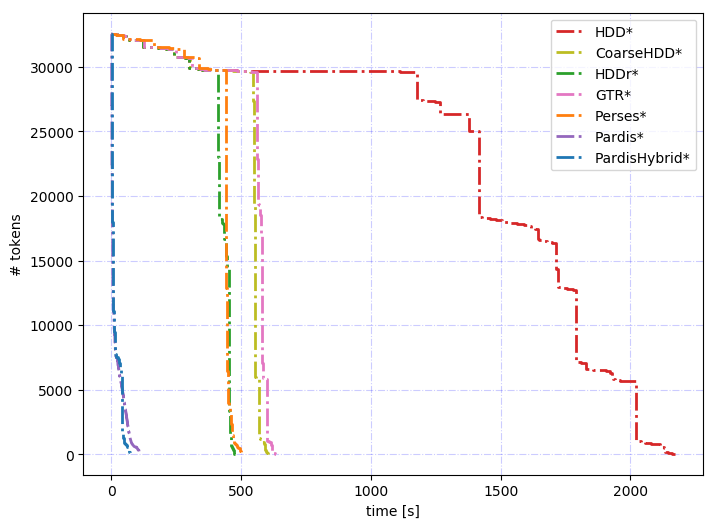 HDD*
CoarseHDD*
HDDr*
GTR*
Perses*
Pardis*
PardisHybrid*
# tokens
30000
25000
20000
15000
10000
5000
0
0 500 1000 1500 2000
time [s]